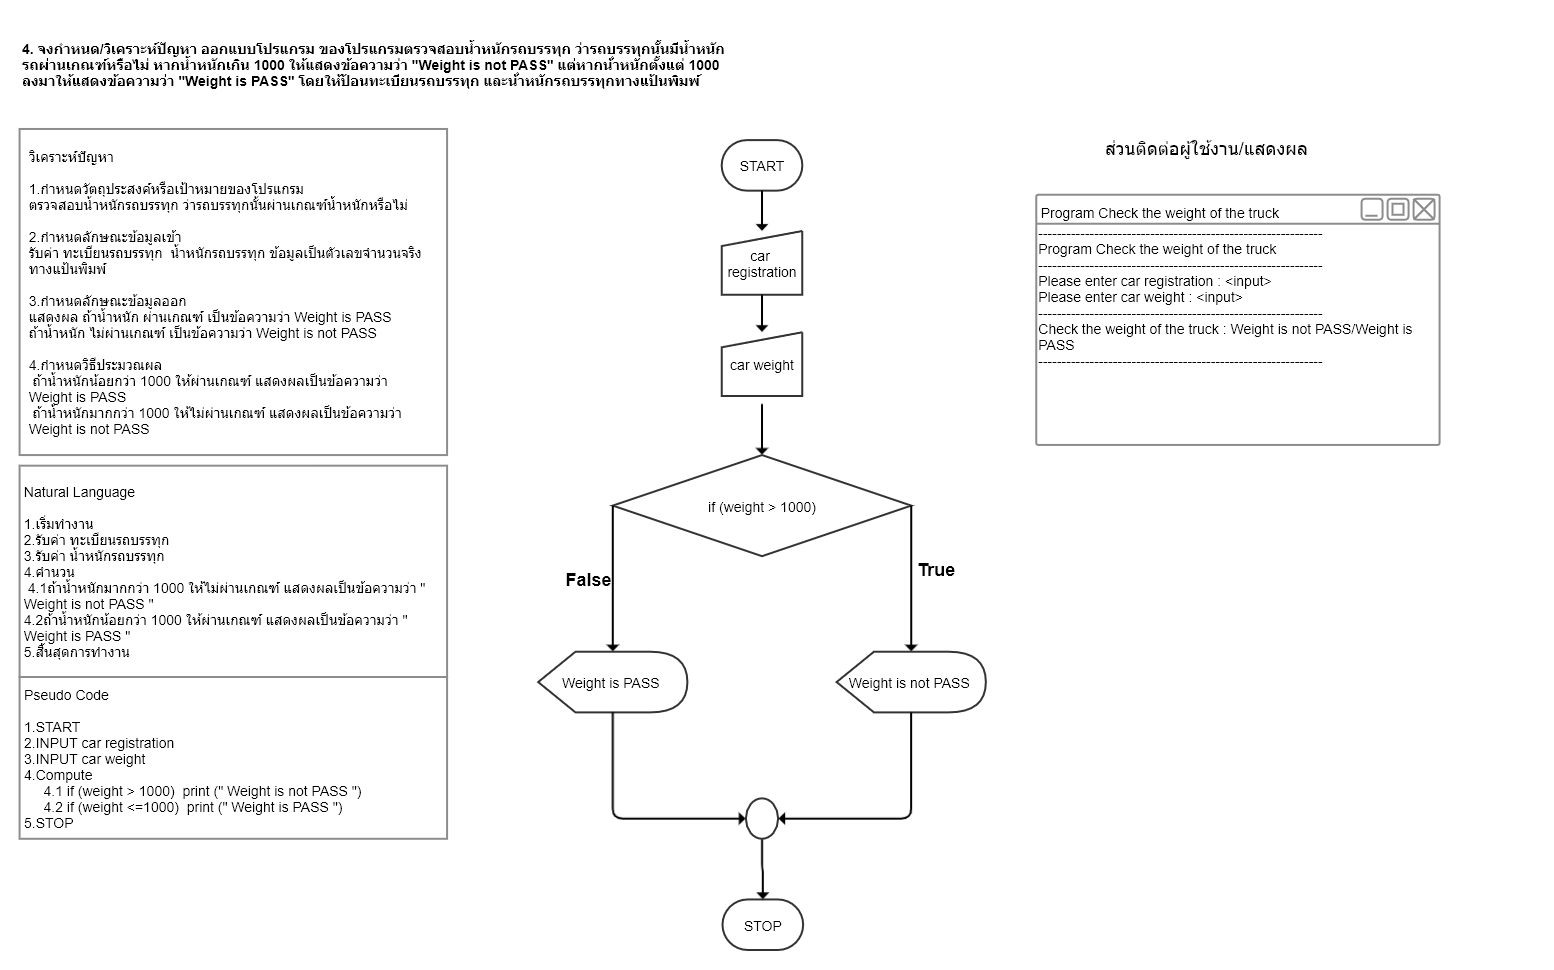 4. จงกำหนด/วิเคราะห์ปัญหา ออกแบบโปรแกรม ของโปรแกรมตรวจสอบน้ำหนักรถบรรทุก ว่ารถบรรทุกนั้นมีน้ำหนัก
รถผ่านเกณฑ์หรือไม่ หากน้ำหนักเกิน 1000 ให้แสดงข้อความว่า "Weight is not PASS" แต่หากน้ำหนักตั้งแต่ 1000
ลงมาให้แสดงข้อความว่า "Weight is PASS" โดยให้ป้อนทะเบียนรถบรรทุก และน้ำหนักรถบรรทุกทางแป้นพิมพ์
วิเคราะห์ปัญหา
1.กำหนดวัตถุประสงค์หรือเป้าหมายของโปรแกรม
ตรวจสอบน้ำหนักรถบรรทุก ว่ารถบรรทุกนั้นผ่านเกณฑ์น้ำหนักหรือไม่
2.กำหนดลักษณะข้อมูลเข้า
รับค่า ทะเบียนรถบรรทุก น้ำหนักรถบรรทุก ข้อมูลเป็นตัวเลขจำนวนจริง
ทางแป้นพิมพ์
3.กำหนดลักษณะข้อมูลออก
แสดงผล ถ้าน้ำหนัก ผ่านเกณฑ์ เป็นข้อความว่า Weight is PASS
ถ้าน้ำหนัก ไม่ผ่านเกณฑ์ เป็นข้อความว่า Weight is not PASS
4.กำหนดวิธีประมวณผล
ถ้าน้ำหนักน้อยกว่า 1000 ให้ผ่านเกณฑ์ แสดงผลเป็นข้อความว่า
Weight is PASS
ถ้าน้ำหนักมากกว่า 1000 ให้ไม่ผ่านเกณฑ์ แสดงผลเป็นข้อความว่า
Weight is not PASS
Natural Language
1.เริ่มทำงาน
2.รับค่า ทะเบียนรถบรรทุก
3.รับค่า น้ำหนักรถบรรทุก
4.คำนวน
4.1ถ้าน้ำหนักมากกว่า 1000 ให้ไม่ผ่านเกณฑ์ แสดงผลเป็นข้อความว่า "
Weight is not PASS "
4.2ถ้าน้ำหนักน้อยกว่า 1000 ให้ผ่านเกณฑ์ แสดงผลเป็นข้อความว่า "
Weight is PASS "
5.สิ้นสุดการทำงาน
Pseudo Code
1.START
2.INPUT car registration
3.INPUT car weight
4.Compute
4.1 if (weight > 1000)  print (" Weight is not PASS ")
4.2 if (weight <=1000)  print (" Weight is PASS ")
5.STOP
START
car
registration
car weight
if (weight > 1000)
False
True
Weight is PASS
Weight is not PASS
STOP
ส่วนติดต่อผู้ใช้งาน/แสดงผล
Program Check the weight of the truck
-------------------------------------------------------------
Program Check the weight of the truck
-------------------------------------------------------------
Please enter car registration : <input>
Please enter car weight : <input>
-------------------------------------------------------------
Check the weight of the truck : Weight is not PASS/Weight is
PASS
-------------------------------------------------------------